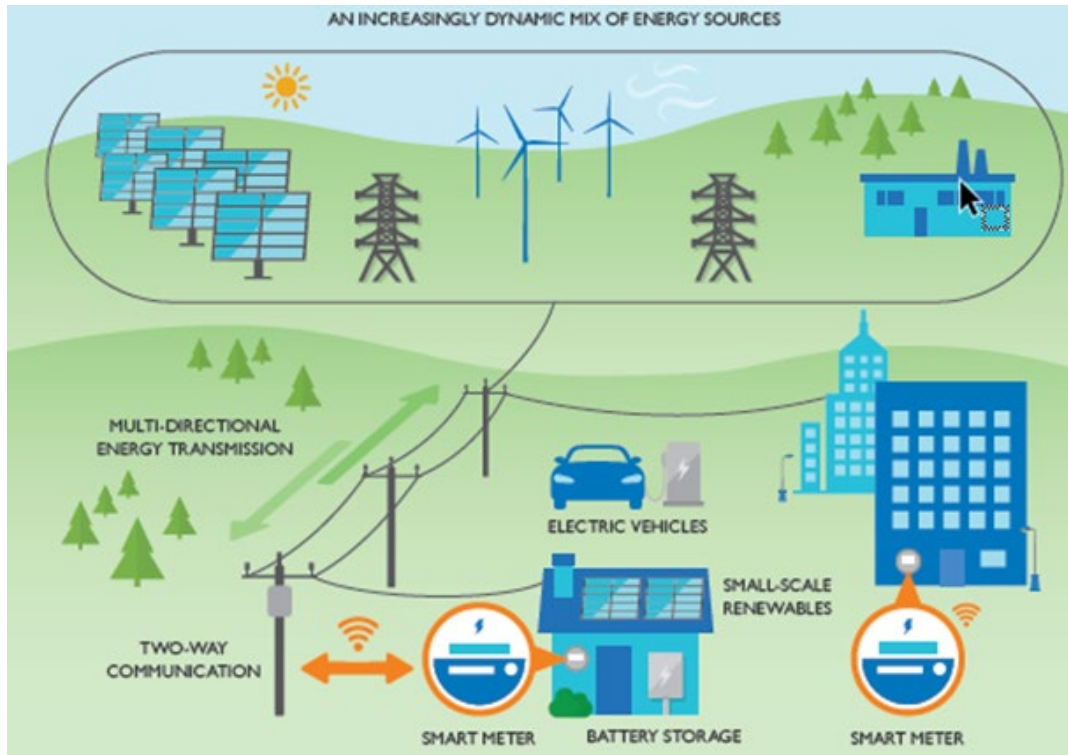 AN INCREASINGLY DYNAMIC MIX OF ENERGY SOURCES
MULTI-DIRECTIONAL
ENERGY TRANSMISSION
ELECTRIC VEHICLES
SMALL-SCALE
RENEWABLES
TWO-WAY
COMMUNICATION
SMART METER
BATTERY STORAGE
SMART METER